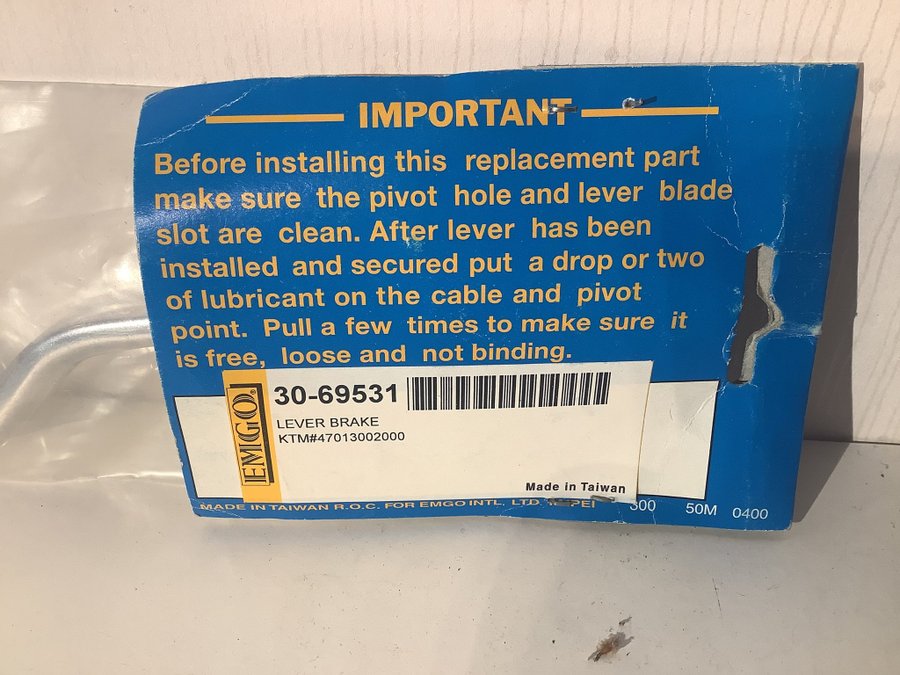 IMPORTANT
Before installing this replacement part
make sure the pivot hole and lever blade
slot are clean. After lever has been
installed and secured put a drop or two
of lubricant on the cable and pivot
point. Pull a few times to make sure it
is free, loose and not binding.
EMGO®
30-69531
LEVER BRAKE
KTM#47013002000
Made in Taiwan
MADE IN TAIWAN R.O.C. FOR EMGO INTL, LTD. 300 50M 0400